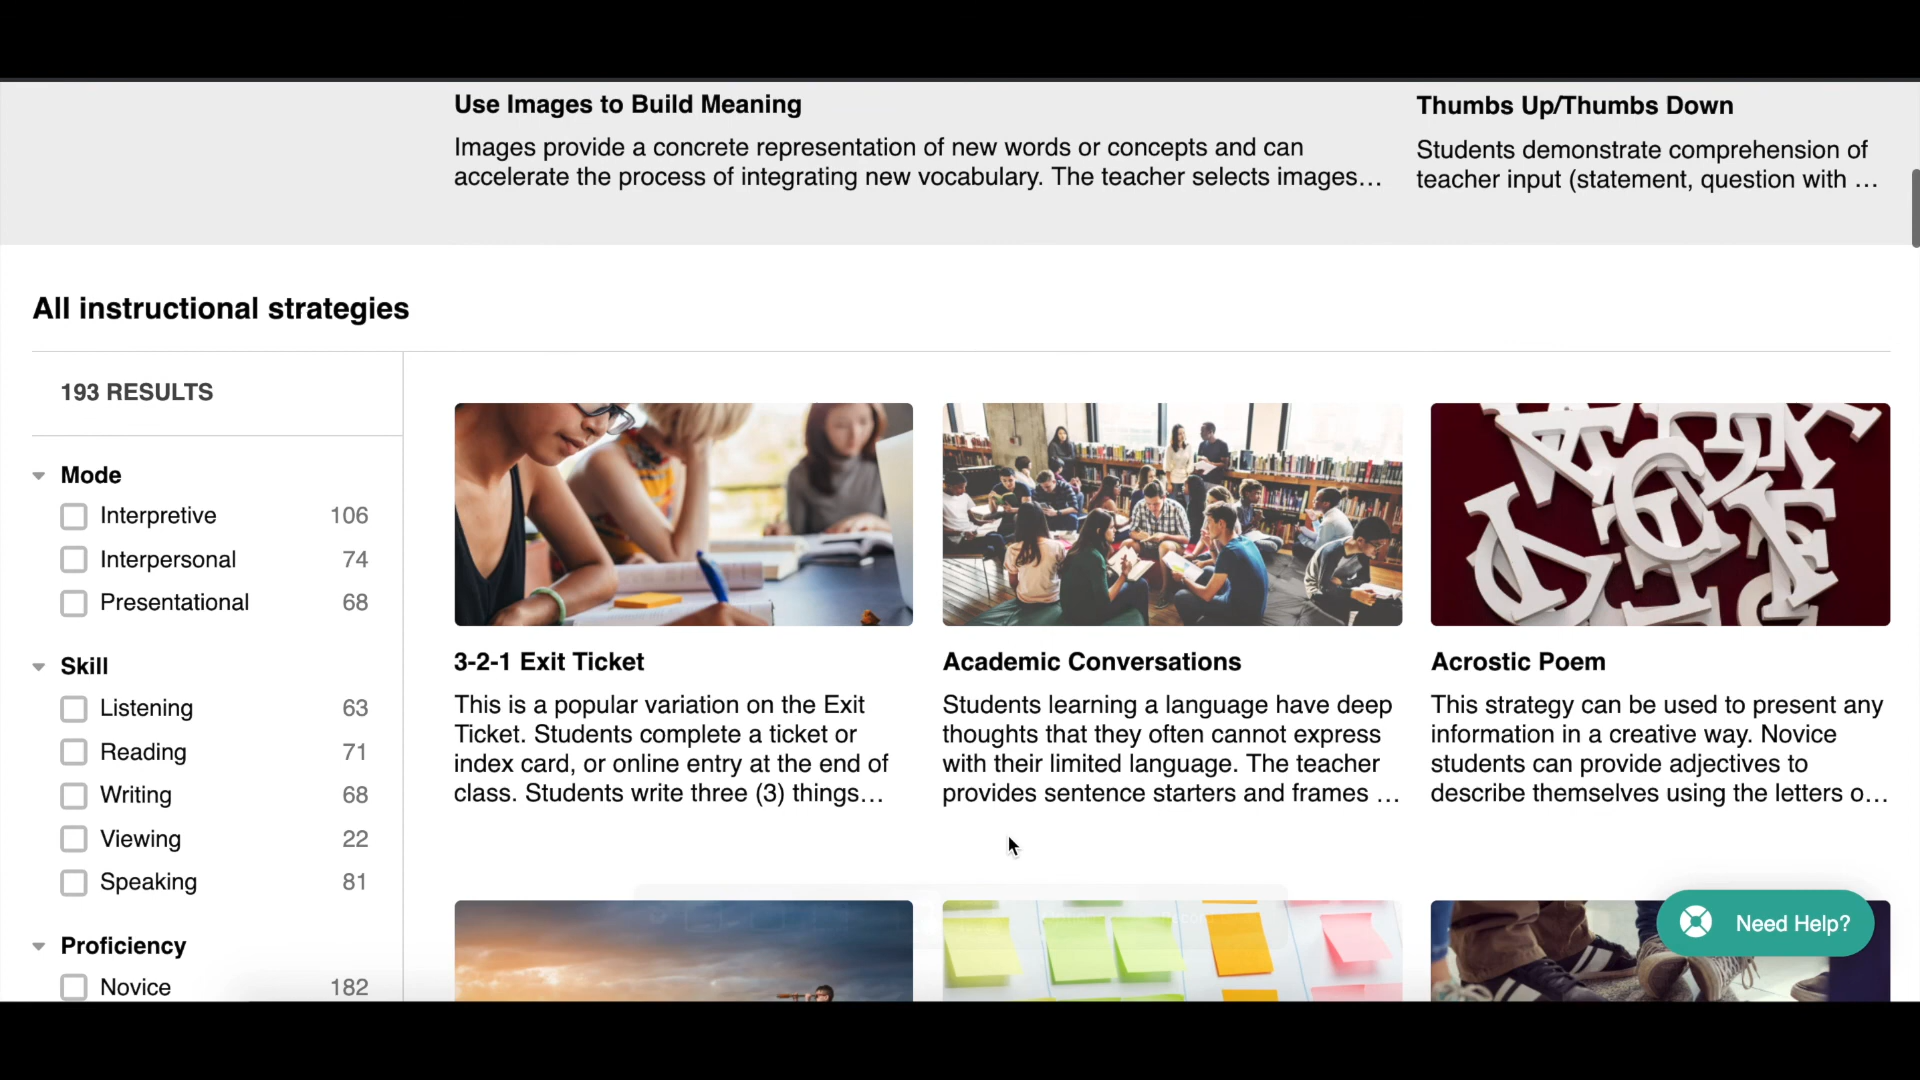 Use Images to Build Meaning
Images provide a concrete representation of new words or concepts and can
accelerate the process of integrating new vocabulary. The teacher selects images...
Thumbs Up/Thumbs Down
Students demonstrate comprehension of
teacher input (statement, question with ...
All instructional strategies
193 RESULTS
Mode
Interpretive 106
Interpersonal 74
Presentational 68
Skill
Listening 63
Reading 71
Writing 68
Viewing 22
Speaking 81
Proficiency
Novice 182
3-2-1 Exit Ticket
This is a popular variation on the Exit
Ticket. Students complete a ticket or
index card, or online entry at the end of
class. Students write three (3) things...
Academic Conversations
Students learning a language have deep
thoughts that they often cannot express
with their limited language. The teacher
provides sentence starters and frames ...
Acrostic Poem
This strategy can be used to present any
information in a creative way. Novice
students can provide adjectives to
describe themselves using the letters o...
Need Help?